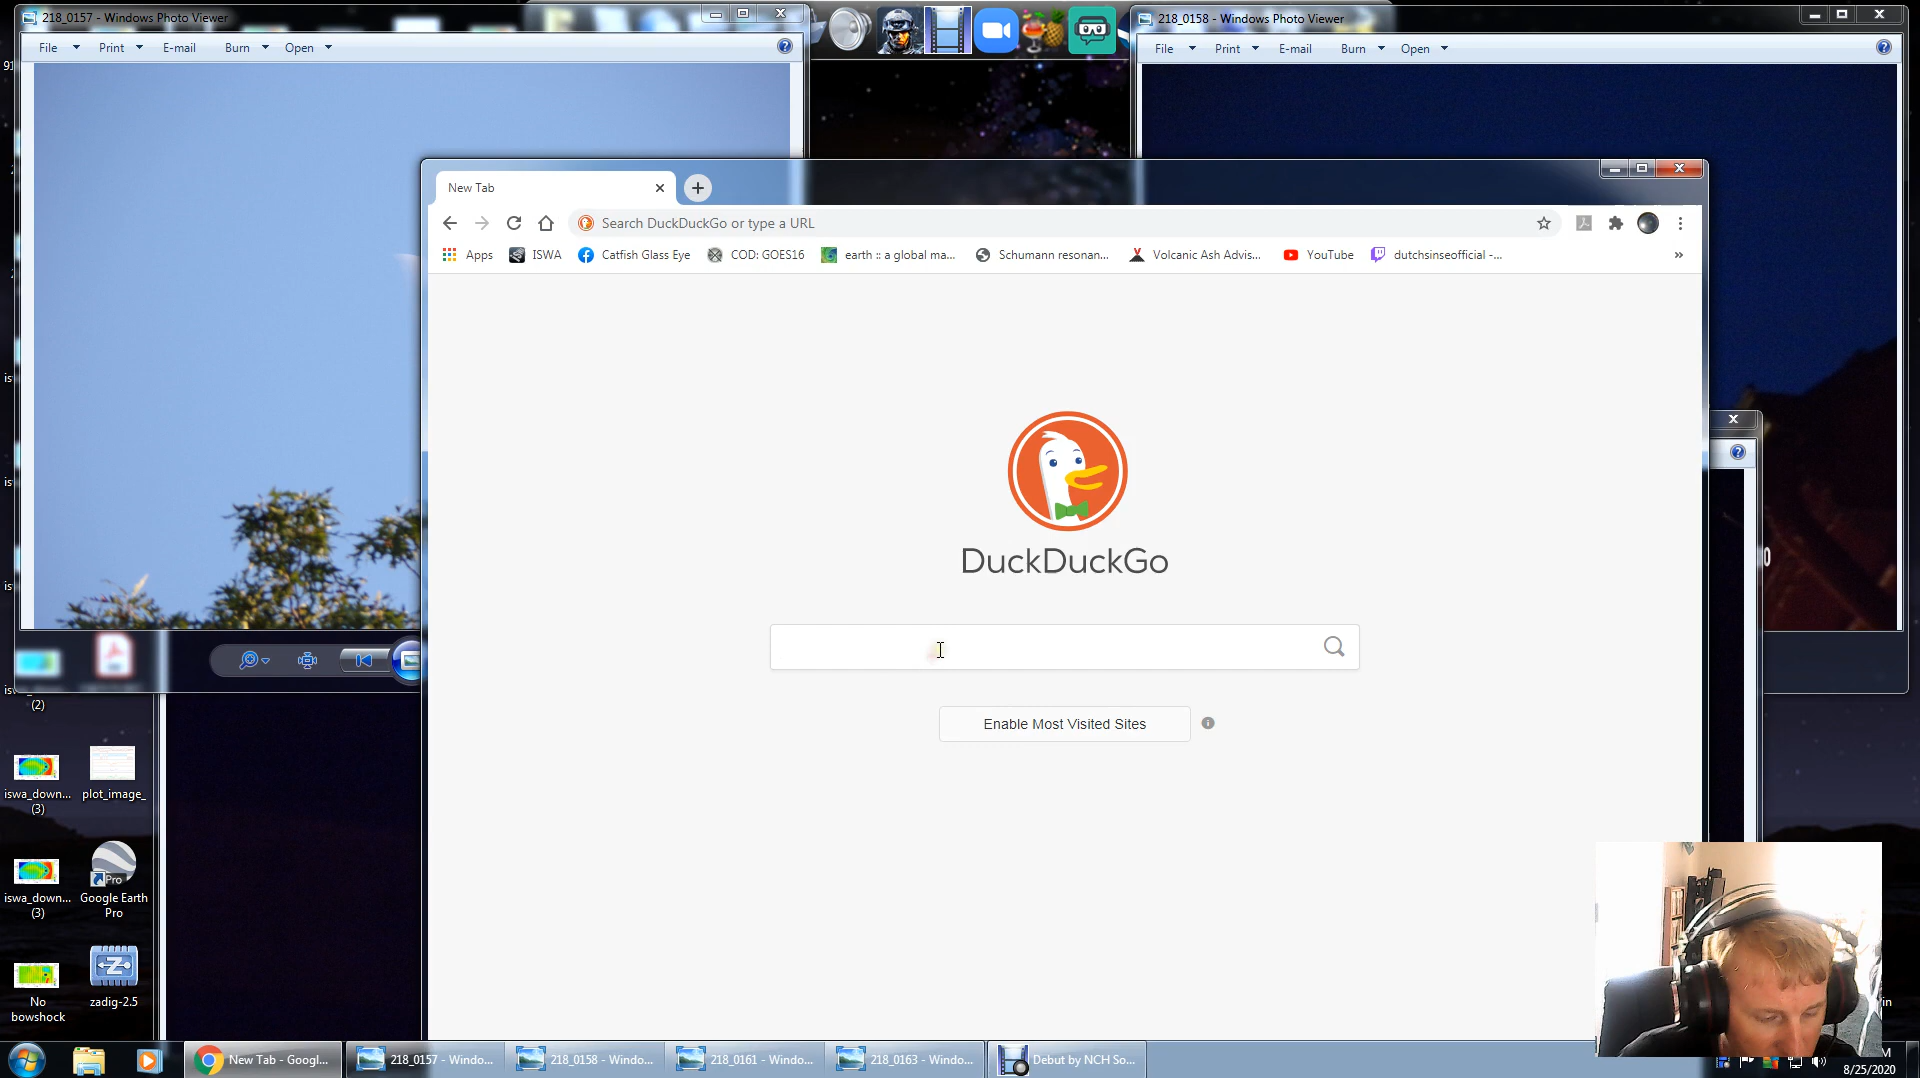 218_0157 - Windows Photo Viewer
File Print E-mail Burn Open
218_0158 - Windows Photo Viewer
File Print E-mail Burn Open
New Tab
Search DuckDuckGo or type a URL
Apps ISWA Catfish Glass Eye COD: GOES16 earth :: a global ma... Schumann resonan... Volcanic Ash Advis... YouTube dutchsinseofficial -...
DuckDuckGo
Enable Most Visited Sites
(2)
iswa_down...
(3)
plot_image_
iswa_down...
(3)
Pro
Google Earth
Pro
No
bowshock
zadig-2.5
New Tab - Googl...
218_0157 - Windo...
218_0158 - Windo...
218_0161 - Windo...
218_0163 - Windo...
Debut by NCH So...
8/25/2020